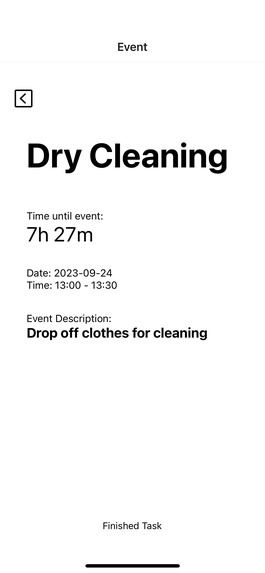 Event
Dry Cleaning
Time until event:
7h 27m
Date: 2023-09-24
Time: 13:00 - 13:30
Event Description:
Drop off clothes for cleaning
Finished Task